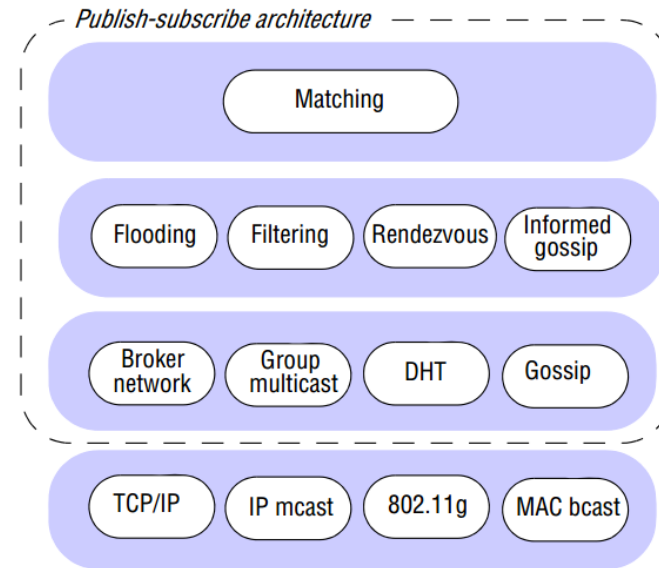 Publish-subscribe architecture
Matching
Flooding
Filtering
Rendezvous
Informed
gossip
Broker
network
Group
multicast
DHT
Gossip
TCP/IP
IP mcast
802.11g
MAC bcast